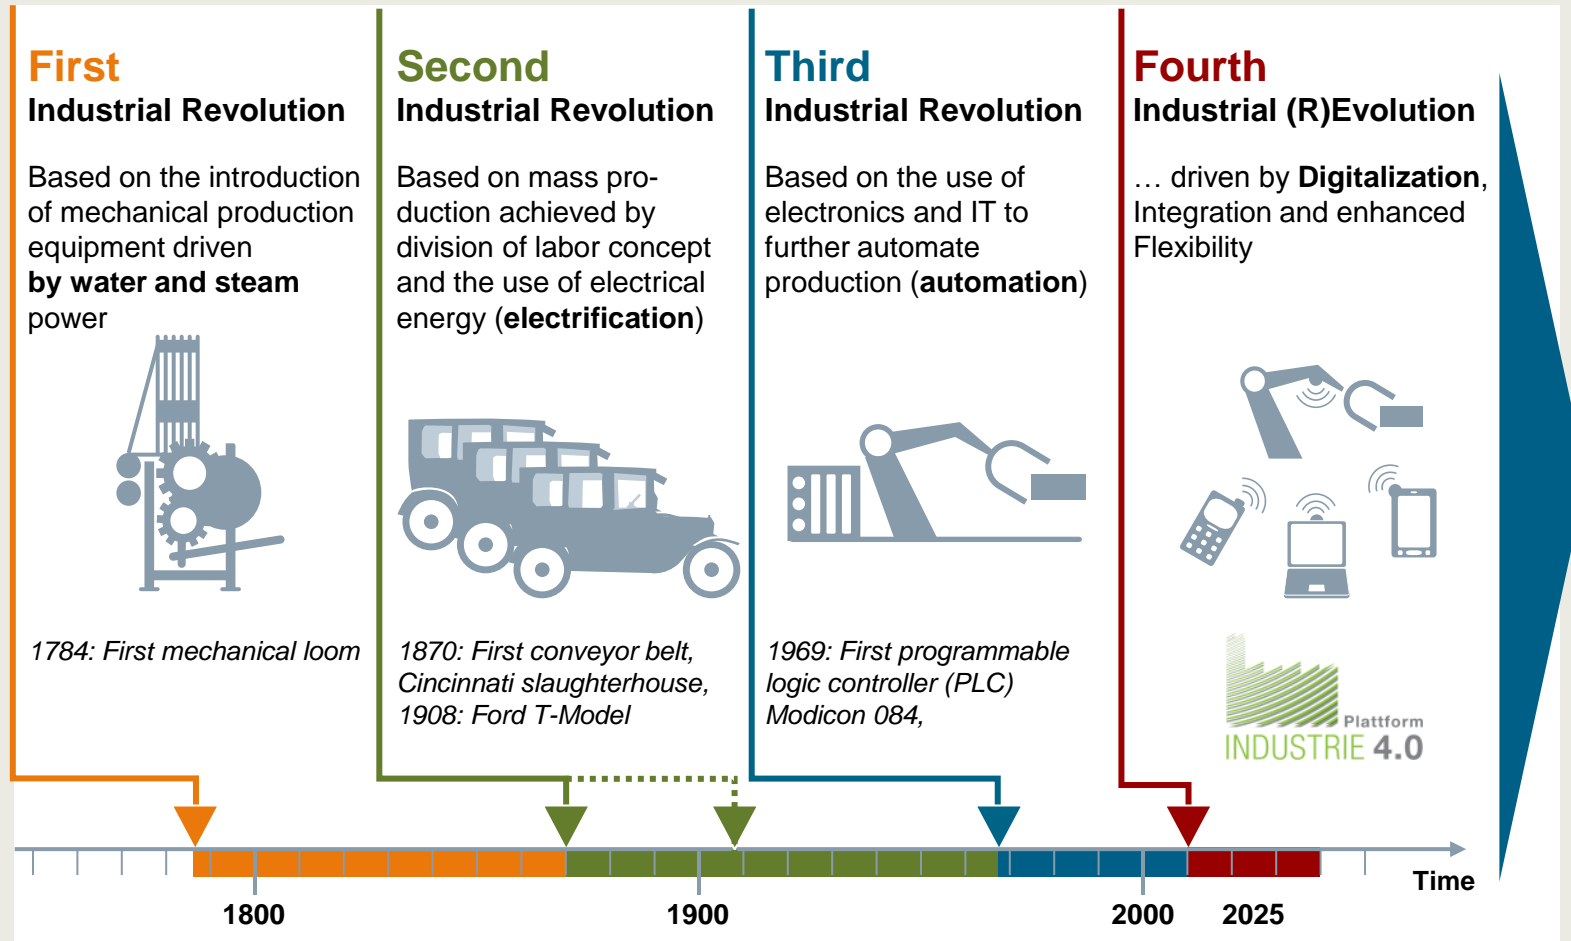 First
Industrial Revolution
Based on the introduction
of mechanical production
equipment driven
by water and steam
power
1784: First mechanical loom
Second
Industrial Revolution
Based on mass pro-
duction achieved by
division of labor concept
and the use of electrical
energy (electrification)
1870: First conveyor belt,
Cincinnati slaughterhouse,
1908: Ford T-Model
Third
Industrial Revolution
Based on the use of
electronics and IT to
further automate
production (automation)
1969: First programmable
logic controller (PLC)
Modicon 084,
Fourth
Industrial (R)Evolution
… driven by Digitalization,
Integration and enhanced
Flexibility
Plattform
INDUSTRIE 4.0
Time
1800
1900
2000
2025